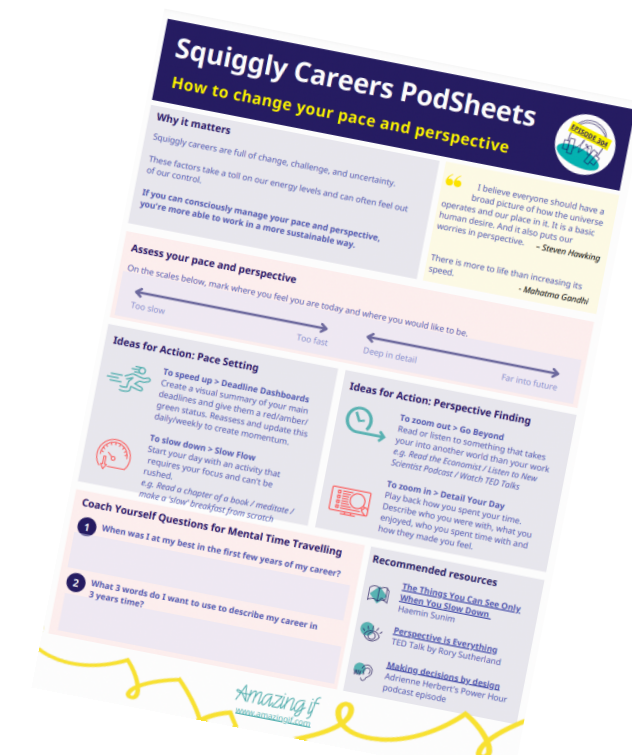 Squiggly Careers PodSheets
How to change your pace and perspective
EPISODE 304
Why it matters
Squiggly careers are full of change, challenge, and uncertainty.
These factors take a toll on our energy levels and can often feel out
of our control.
If you can consciously manage your pace and perspective,
you're more able to work in a more sustainable way.
I believe everyone should have a
broad picture of how the universe
operates and our place in it. It is a basic
human desire. And it also puts our
worries in perspective.
- Steven Hawking
There is more to life than increasing its
speed.
- Mahatma Gandhi
Assess your pace and perspective
On the scales below, mark where you feel you are today and where you would like to be.
Too slow
Too fast
Deep in detail
Far into future
Ideas for Action: Pace Setting
To speed up > Deadline Dashboards
Create a visual summary of your main
deadlines and give them a red/amber/
green status. Reassess and update this
daily/weekly to create momentum.
To slow down > Slow Flow
Start your day with an activity that
requires your focus and can't be
rushed.
e.g. Read a chapter of a book / meditate /
make a 'slow' breakfast from scratch
Ideas for Action: Perspective Finding
To zoom out > Go Beyond
Read or listen to something that takes
your into another world than your work
e.g. Read the Economist / Listen to New
Scientist Podcast / Watch TED Talks
To zoom in > Detail Your Day
Play back how you spent your time.
Describe who you were with, what you
enjoyed, who you spent time with and
how they made you feel.
Coach Yourself Questions for Mental Time Travelling
1 When was I at my best in the first few years of my career?
2 What 3 words do I want to use to describe my career in
3 years time?
Recommended resources
The Things You Can See Only
When You Slow Down
Haemin Sunim
Perspective is Everything
TED Talk by Rory Sutherland
Making decisions by design
Adrienne Herbert's Power Hour
podcast episode
Amazing if
www.amazingif.com